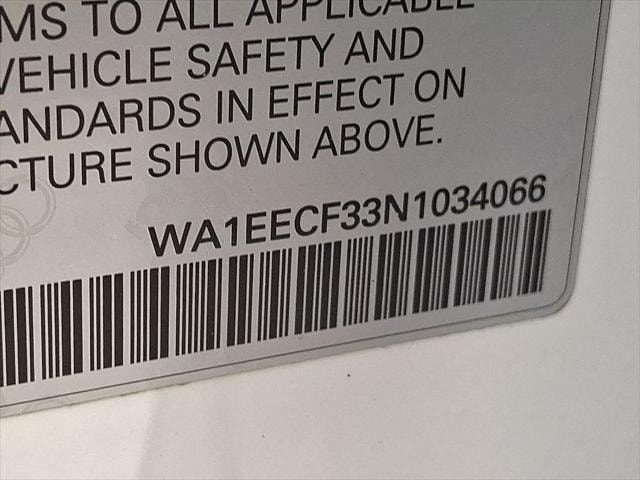 MS TO ALL APPLICABLE
VEHICLE SAFETY AND
ANDARDS IN EFFECT ON
CTURE SHOWN ABOVE.
WA1EECF33N1034066